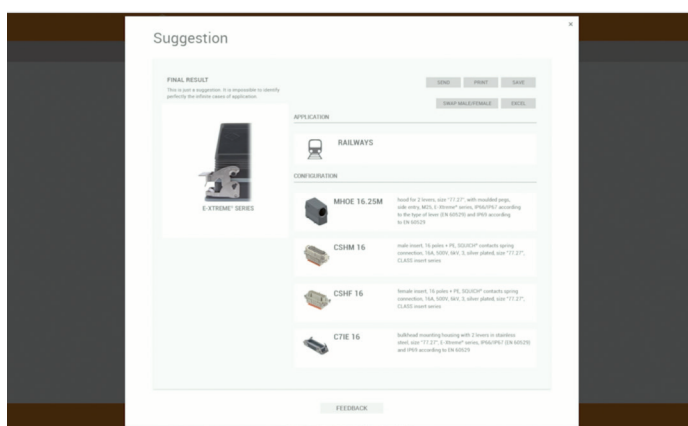 ×
Suggestion
FINAL RESULT
This is just a suggestion. It is impossible to identify
perfectly the infinite cases of application.
SEND PRINT SAVE
SWAP MALE/FEMALE EXCEL
E-XTREME® SERIES
APPLICATION
RAILWAYS
CONFIGURATION
MHOE 16.25M
hood for 2 levers, size "77.27", with moulded pegs,
side entry, M25, E-Xtreme® series, IP66/IP67 according
to the type of lever (EN 60529) and IP69 according
to EN 60529
CSHM 16
male insert, 16 poles + PE, SQUICH® contacts spring
connection, 16A, 500V, 6kV, 3, silver plated, size "77.27",
CLASS insert series
CSHF 16
female insert, 16 poles + PE, SQUICH® contacts spring
connection, 16A, 500V, 6kV, 3, silver plated, size "77.27",
CLASS insert series
C7IE 16
bulkhead mounting housing with 2 levers in stainless
steel, size "77.27", E-Xtreme® series, IP66/IP67 (EN 60529)
and IP69 according to EN 60529
FEEDBACK